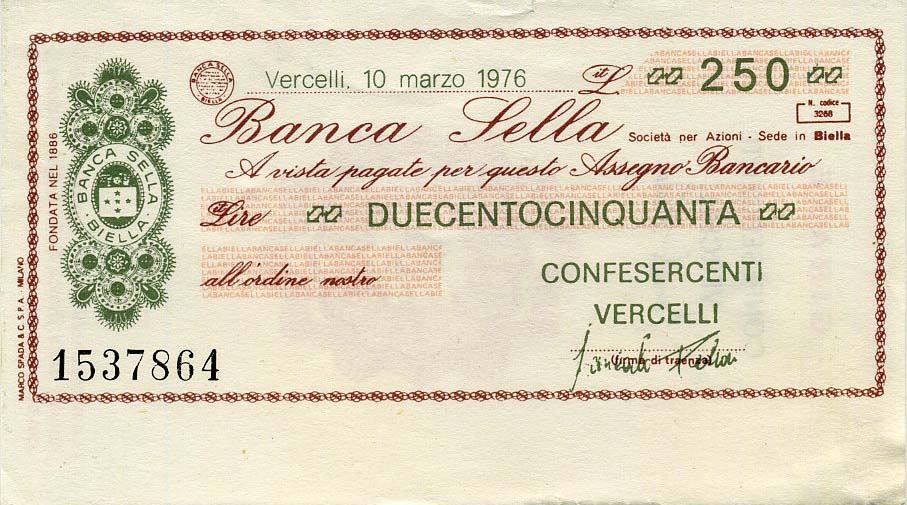 Vercelli, 10 marzo 1976
it£ 250
BANCA SELLA BIELLA
N. codice
3268
Banca Sella Società per Azioni - Sede in Biella
A vista pagate per questo Assegno Bancario
Lire DUECENTOCINQUANTA
all'ordine nostro
CONFESERCENTI
VERCELLI
(firma di traenza)
FONDATA NEL 1886
BANCA SELLA
· BIELLA ·
1537864
MARCO SPADA & C. S.P.A. MILANO